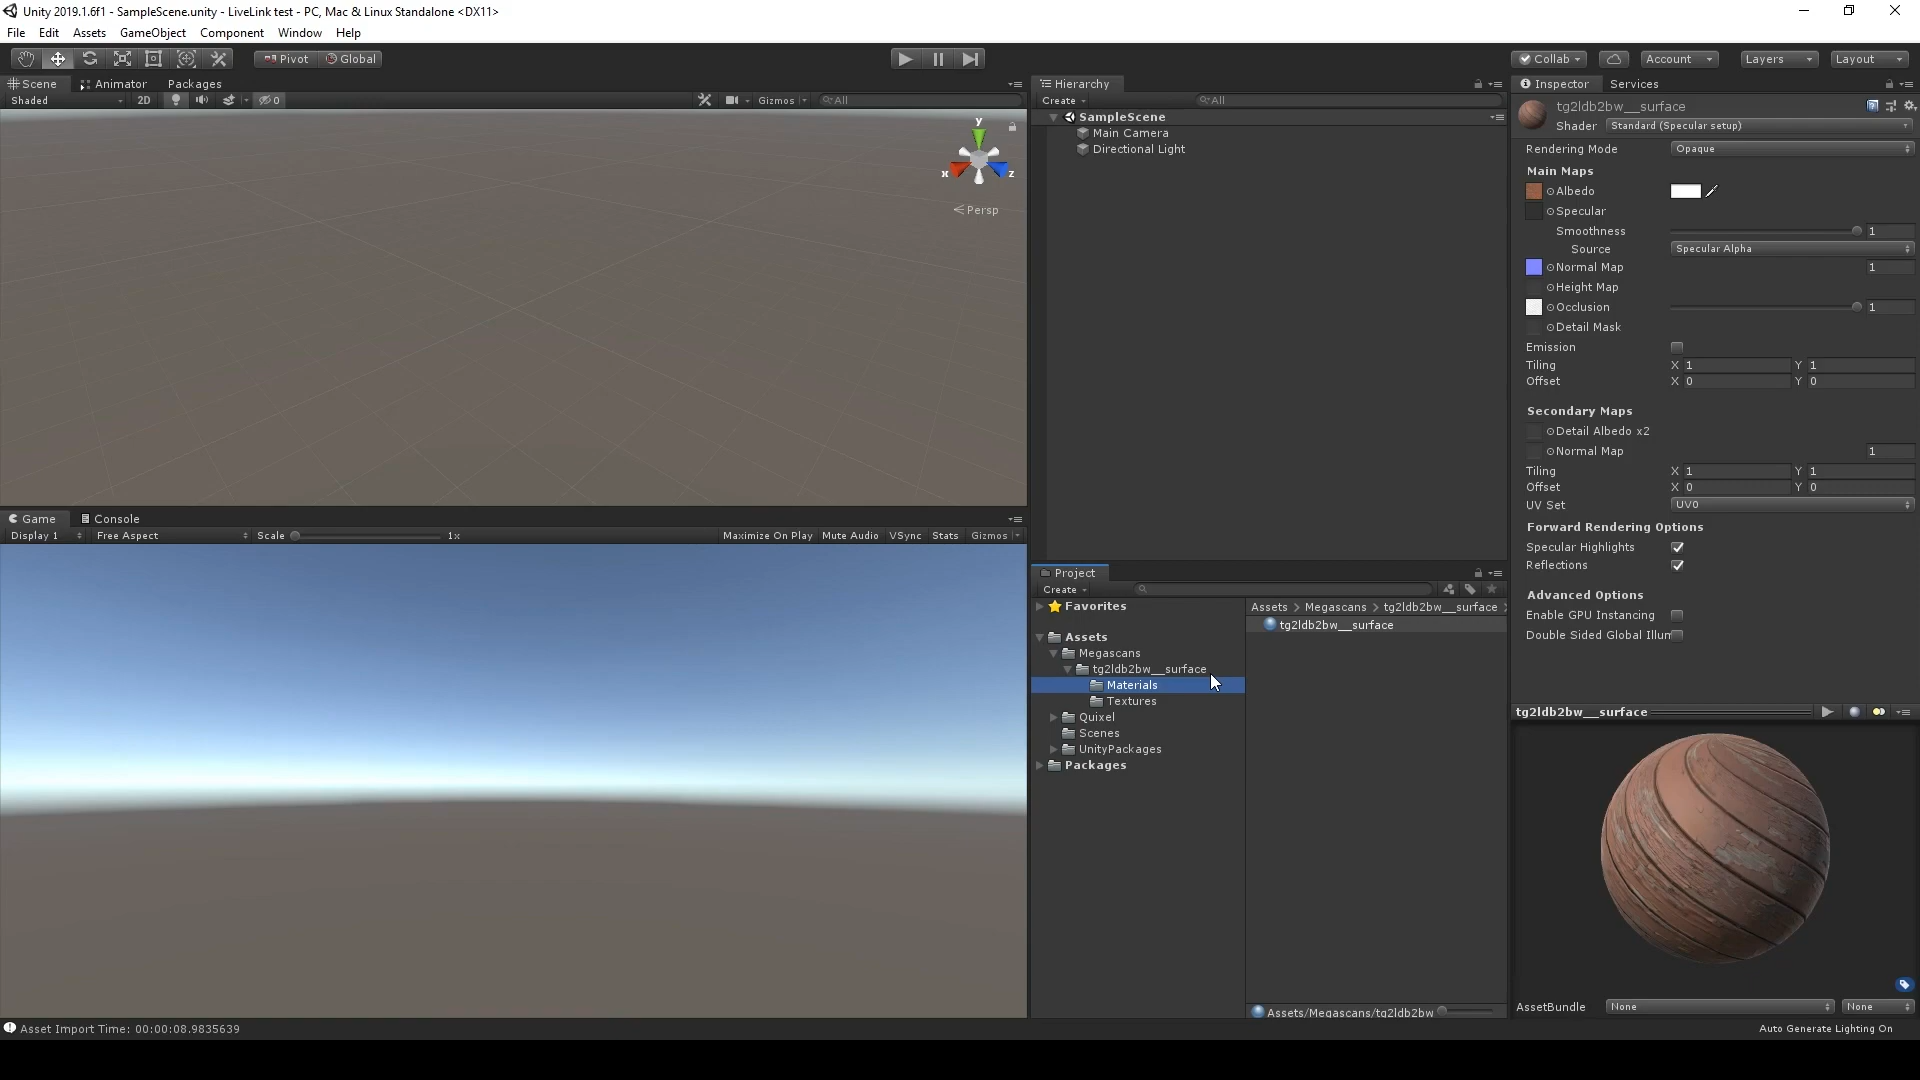 Unity 2019.1.6f1 - SampleScene.unity - LiveLink test - PC, Mac & Linux Standalone <DX11>
File Edit Assets GameObject Component Window Help
Pivot Global Collab Account Layers Layout
Scene Animator Packages
Shaded 2D 0 Gizmos All
y
x z
Persp
Game Console
Display 1 Free Aspect Scale 1x Maximize On Play Mute Audio VSync Stats Gizmos
Hierarchy
Create All
SampleScene
Main Camera
Directional Light
Project
Create
Favorites
Assets
Megascans
tg2ldb2bw__surface
Materials
Textures
Quixel
Scenes
UnityPackages
Packages
Assets > Megascans > tg2ldb2bw__surface >
tg2ldb2bw__surface
Assets/Megascans/tg2ldb2bw
Inspector Services
tg2ldb2bw__surface
Shader Standard (Specular setup)
Rendering Mode Opaque
Main Maps
Albedo
Specular
Smoothness 1
Source Specular Alpha
Normal Map 1
Height Map
Occlusion 1
Detail Mask
Emission
Tiling X 1 Y 1
Offset X 0 Y 0
Secondary Maps
Detail Albedo x2
Normal Map 1
Tiling X 1 Y 1
Offset X 0 Y 0
UV Set UV0
Forward Rendering Options
Specular Highlights
Reflections
Advanced Options
Enable GPU Instancing
Double Sided Global Illum
tg2ldb2bw__surface
AssetBundle None None
Asset Import Time: 00:00:08.9835639
Auto Generate Lighting On